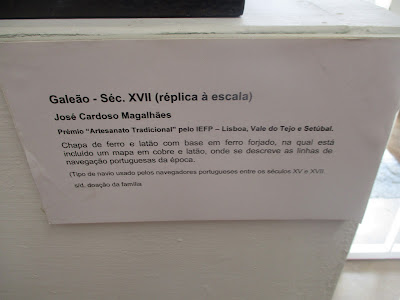 Galeão - Séc. XVII (réplica à escala)
José Cardoso Magalhães
Prémio "Artesanato Tradicional" pelo IEFP – Lisboa, Vale do Tejo e Setúbal.
Chapa de ferro e latão com base em ferro forjado, na qual está
incluído um mapa em cobre e latão, onde se descreve as linhas de
navegação portuguesas da época.
(Tipo de navio usado pelos navegadores portugueses entre os séculos XV e XVII.
s/d, doação da família